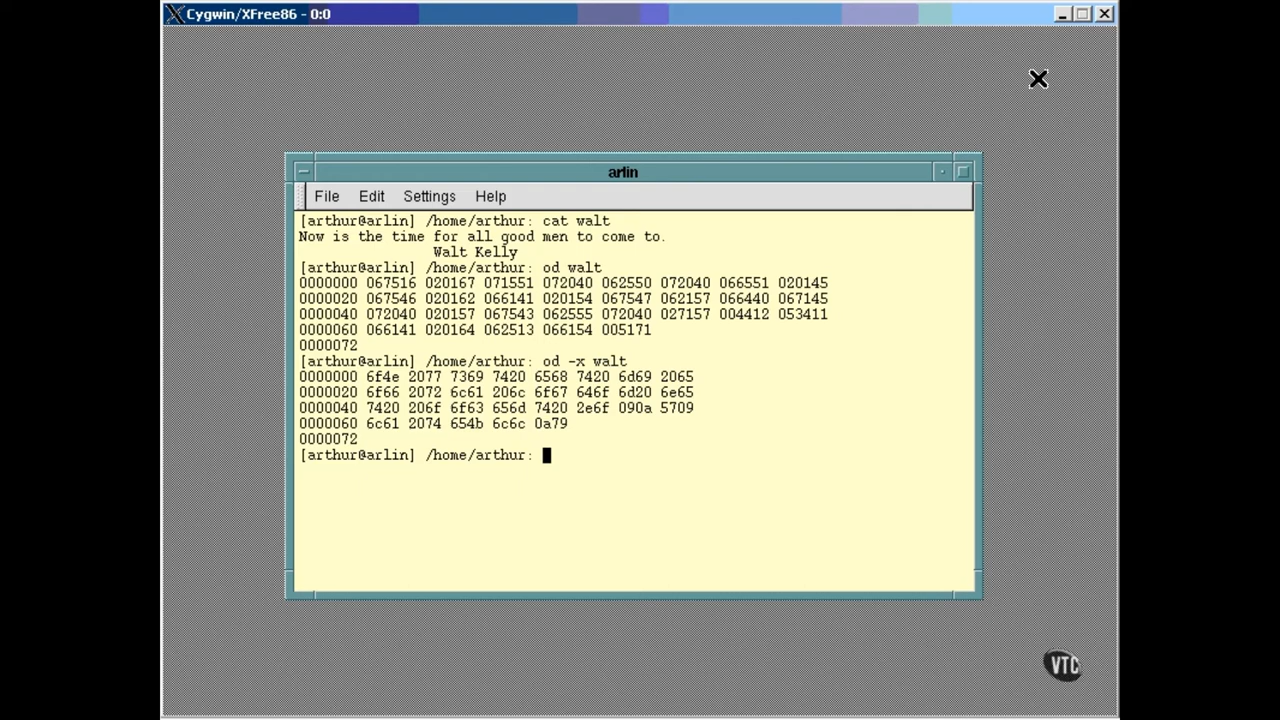 Cygwin/XFree86 - 0:0
arlin
File Edit Settings Help
[arthur@arlin] /home/arthur: cat walt
Now is the time for all good men to come to.
Walt Kelly
[arthur@arlin] /home/arthur: od walt
0000000 067516 020167 071551 072040 062550 072040 066551 020145
0000020 067546 020162 066141 020154 067547 062157 066440 067145
0000040 072040 020157 067543 062555 072040 027157 004412 053411
0000060 066141 020164 062513 066154 005171
0000072
[arthur@arlin] /home/arthur: od -x walt
0000000 6f4e 2077 7369 7420 6568 7420 6d69 2065
0000020 6f66 2072 6c61 206c 6f67 646f 6d20 6e65
0000040 7420 206f 6f63 656d 7420 2e6f 090a 5709
0000060 6c61 2074 654b 6c6c 0a79
0000072
[arthur@arlin] /home/arthur:
VTC